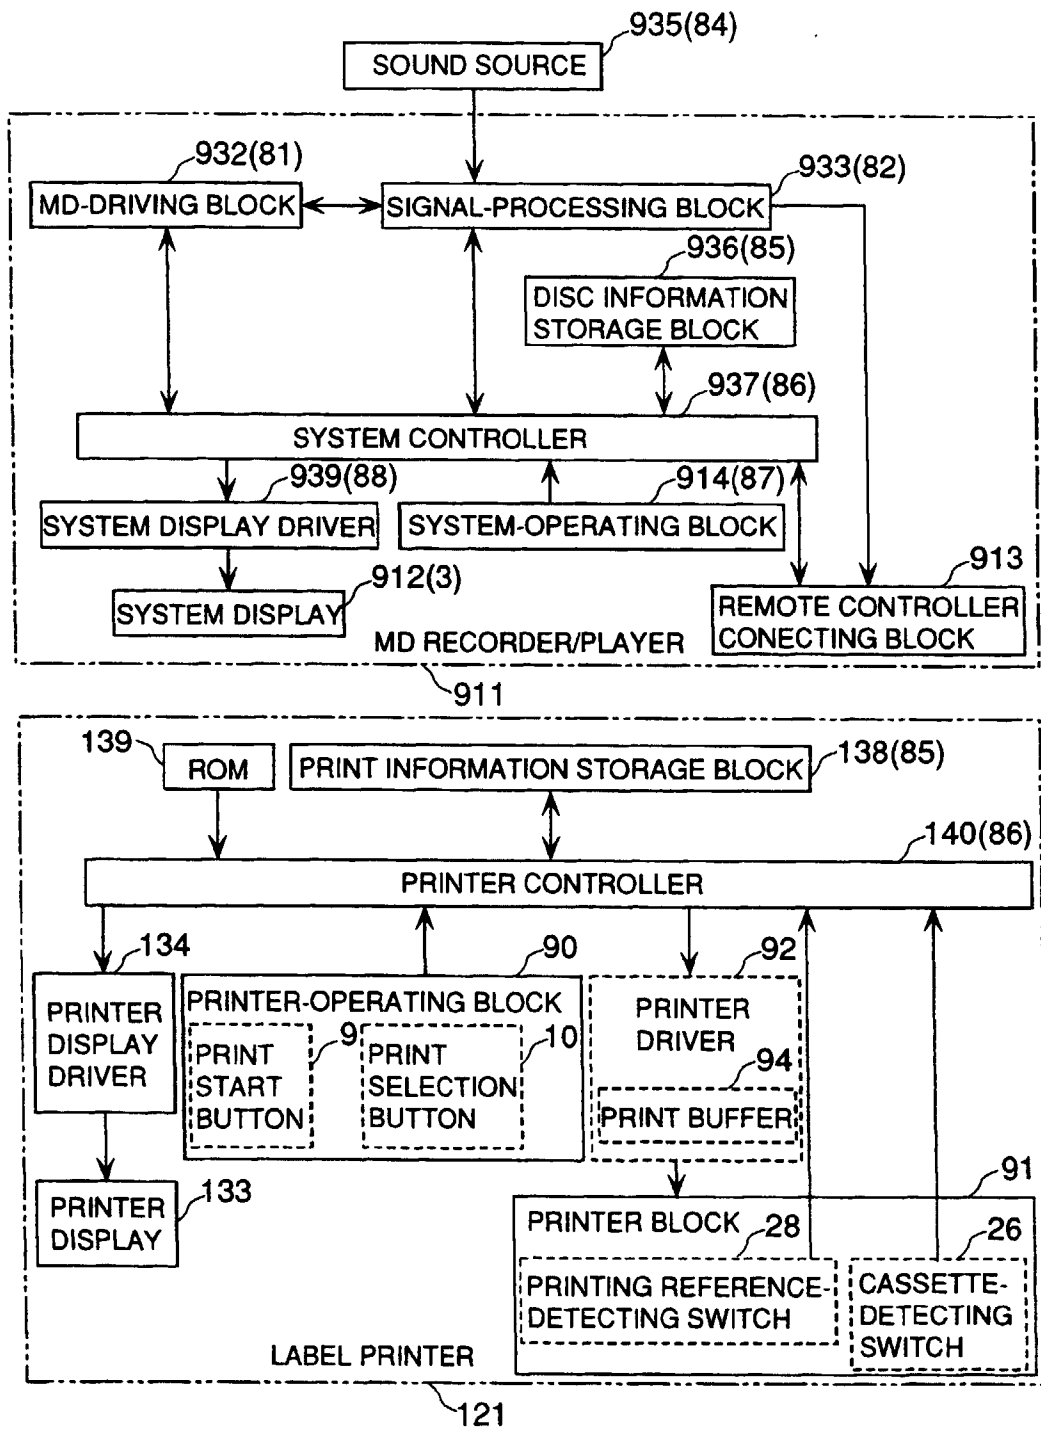 935(84)
SOUND SOURCE
932(81)
933(82)
MD-DRIVING BLOCK
SIGNAL-PROCESSING BLOCK
936(85)
DISC INFORMATION
STORAGE BLOCK
937(86)
SYSTEM CONTROLLER
939(88)
914(87)
SYSTEM DISPLAY DRIVER
SYSTEM-OPERATING BLOCK
913
912(3)
SYSTEM DISPLAY
REMOTE CONTROLLER
CONECTING BLOCK
MD RECORDER/PLAYER
911
139
ROM
PRINT INFORMATION STORAGE BLOCK
138(85)
140(86)
PRINTER CONTROLLER
134
90
92
PRINTER
DISPLAY
DRIVER
PRINTER-OPERATING BLOCK
9
10
PRINT
START
BUTTON
PRINT
SELECTION
BUTTON
PRINTER
DRIVER
94
PRINT BUFFER
133
PRINTER
DISPLAY
91
PRINTER BLOCK
28
26
PRINTING REFERENCE-
DETECTING SWITCH
CASSETTE-
DETECTING
SWITCH
LABEL PRINTER
121